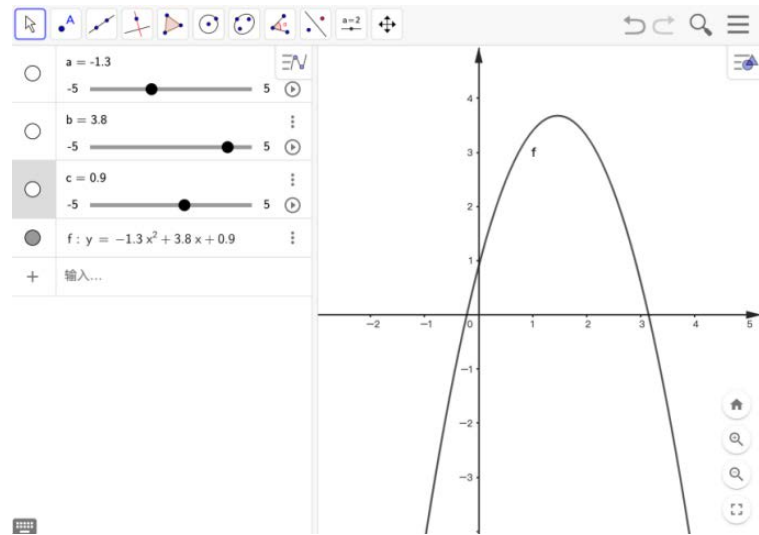 A
a=2
a = -1.3
-5
5
b = 3.8
-5
5
c = 0.9
-5
5
f : y = −1.3 x² + 3.8 x + 0.9
+ 输入...
f
4
3
2
1
−2 −1 0 1 2 3 4 5
−1
−2
−3